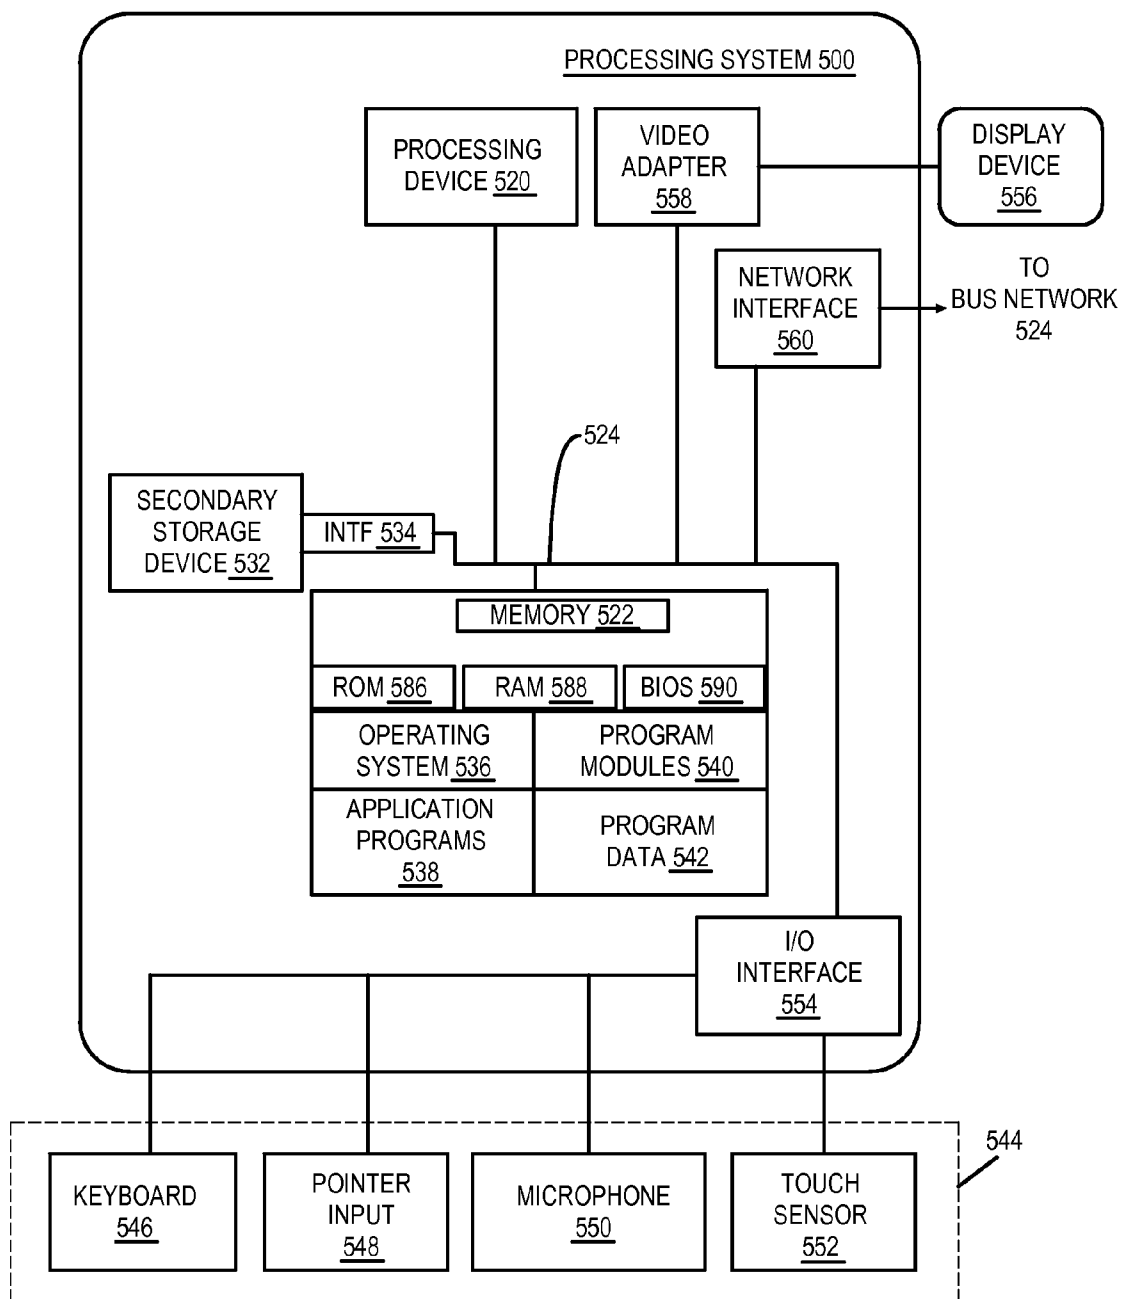 PROCESSING SYSTEM 500
PROCESSING
DEVICE 520
VIDEO
ADAPTER
558
DISPLAY
DEVICE
556
NETWORK
INTERFACE
560
TO
BUS NETWORK
524
524
SECONDARY
STORAGE
DEVICE 532
INTF 534
MEMORY 522
ROM 586
RAM 588
BIOS 590
OPERATING
SYSTEM 536
PROGRAM
MODULES 540
APPLICATION
PROGRAMS
538
PROGRAM
DATA 542
I/O
INTERFACE
554
544
KEYBOARD
546
POINTER
INPUT
548
MICROPHONE
550
TOUCH
SENSOR
552